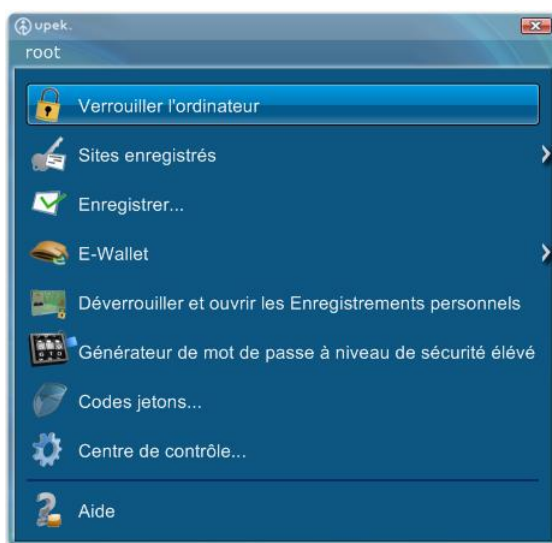 upek.
root
Verrouiller l'ordinateur
Sites enregistrés
Enregistrer...
E-Wallet
Déverrouiller et ouvrir les Enregistrements personnels
Générateur de mot de passe à niveau de sécurité élévé
Codes jetons...
Centre de contrôle...
Aide